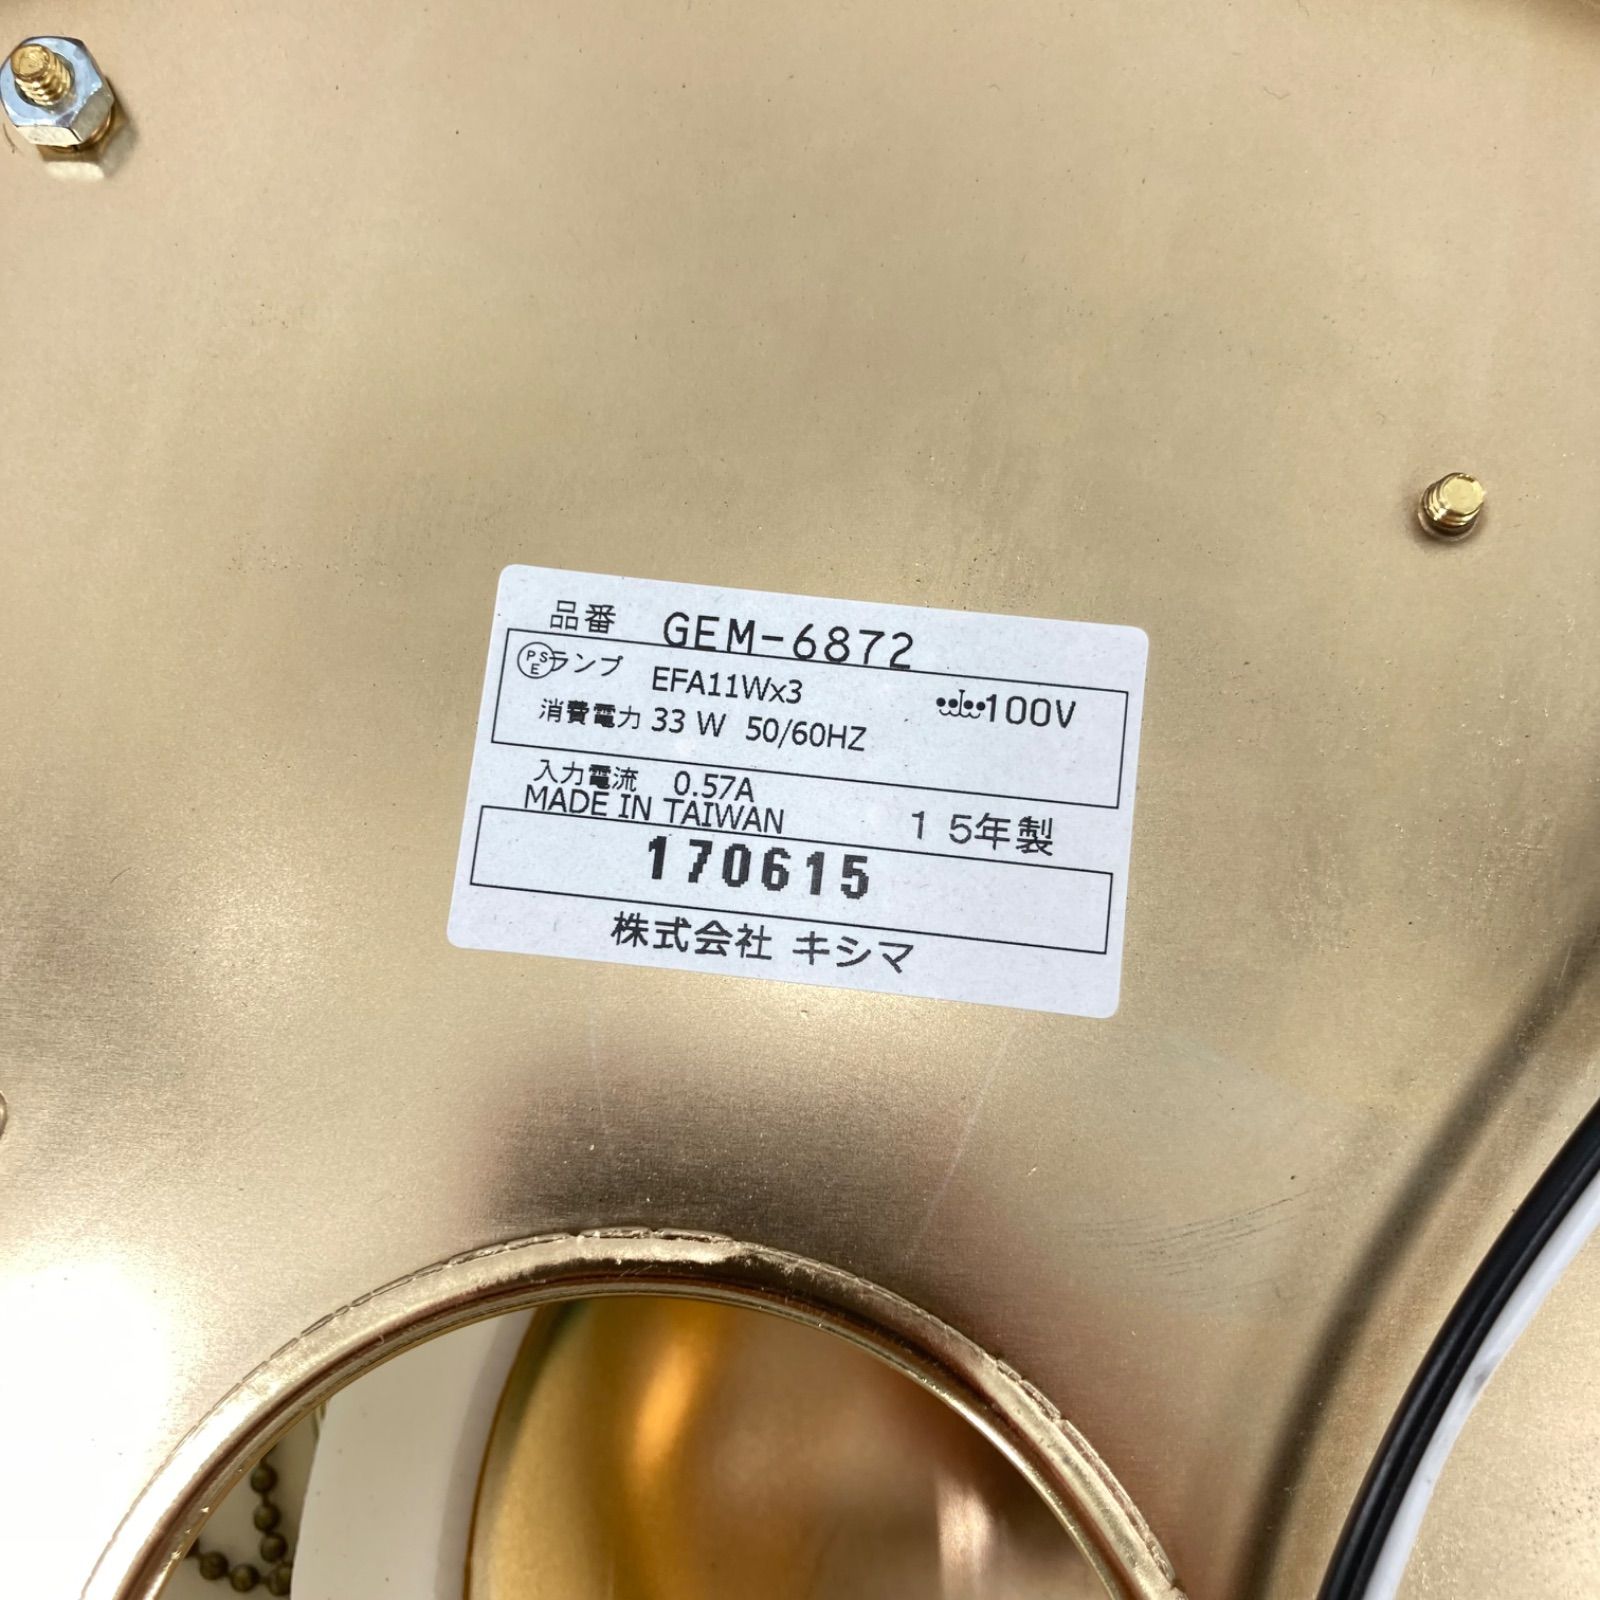 品番 GEM-6872
PSE ランプ EFA11Wx3 100V
消費電力 33 W 50/60HZ
入力電流 0.57A
MADE IN TAIWAN 15年製
170615
株式会社 キシマ